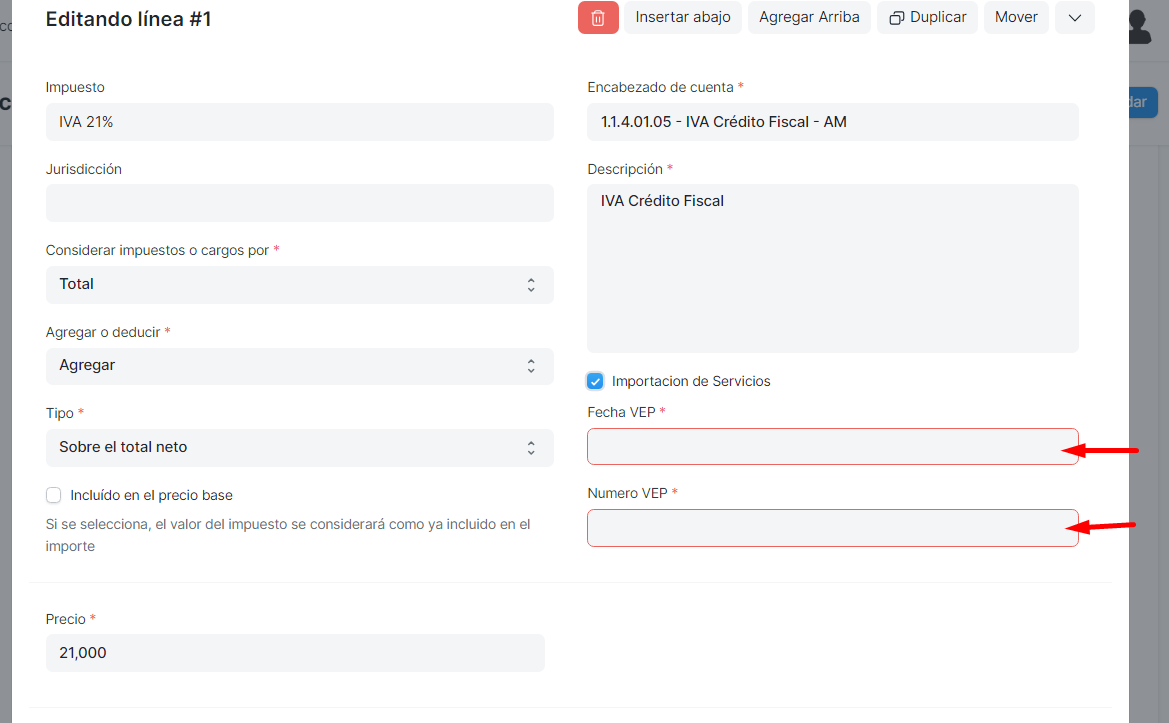 Editando línea #1
Insertar abajo
Agregar Arriba
Duplicar
Mover
Impuesto
IVA 21%
Jurisdicción
Considerar impuestos o cargos por *
Total
Agregar o deducir *
Agregar
Tipo *
Sobre el total neto
Incluído en el precio base
Si se selecciona, el valor del impuesto se considerará como ya incluido en el
importe
Encabezado de cuenta *
1.1.4.01.05 - IVA Crédito Fiscal - AM
Descripción *
IVA Crédito Fiscal
Importacion de Servicios
Fecha VEP *
Numero VEP *
Precio *
21,000